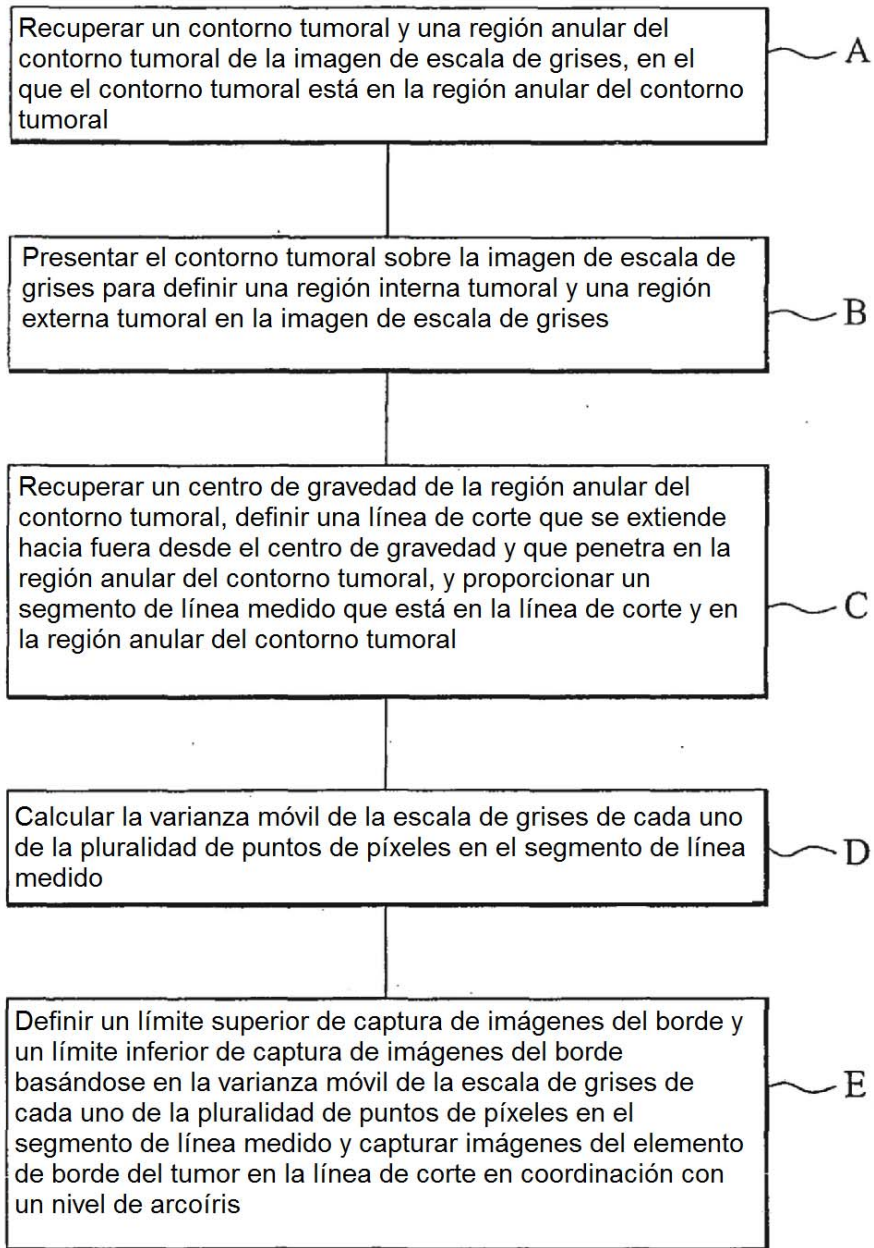 Recuperar un contorno tumoral y una región anular del
contorno tumoral de la imagen de escala de grises, en el
que el contorno tumoral está en la región anular del contorno
tumoral
A
Presentar el contorno tumoral sobre la imagen de escala de
grises para definir una región interna tumoral y una región
externa tumoral en la imagen de escala de grises
B
Recuperar un centro de gravedad de la región anular del
contorno tumoral, definir una línea de corte que se extiende
hacia fuera desde el centro de gravedad y que penetra en la
región anular del contorno tumoral, y proporcionar un
segmento de línea medido que está en la línea de corte y en
la región anular del contorno tumoral
C
Calcular la varianza móvil de la escala de grises de cada uno
de la pluralidad de puntos de píxeles en el segmento de línea
medido
D
Definir un límite superior de captura de imágenes del borde y
un límite inferior de captura de imágenes del borde
basándose en la varianza móvil de la escala de grises de
cada uno de la pluralidad de puntos de píxeles en el
segmento de línea medido y capturar imágenes del elemento
de borde del tumor en la línea de corte en coordinación con
un nivel de arcoíris
E